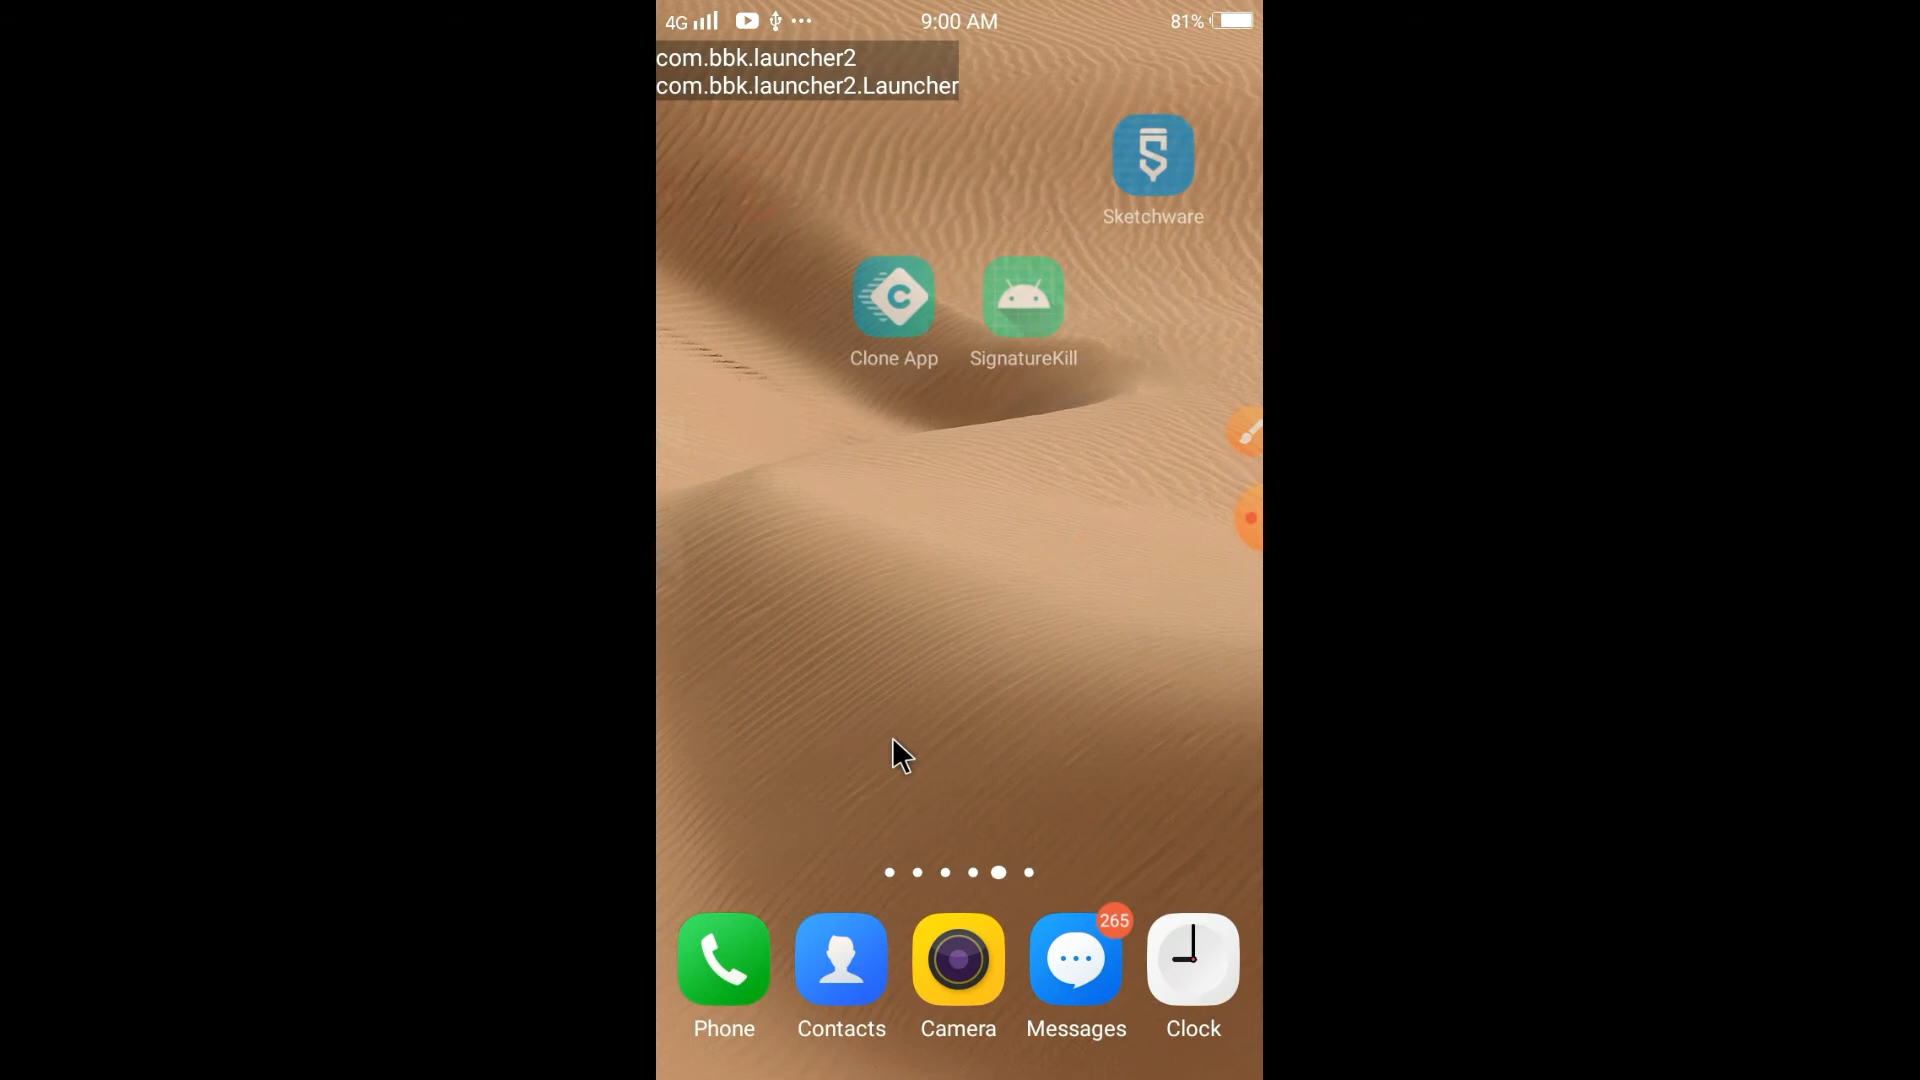 4G 9:00 AM 81%
com.bbk.launcher2
com.bbk.launcher2.Launcher
Sketchware
Clone App SignatureKill
265
Phone Contacts Camera Messages Clock